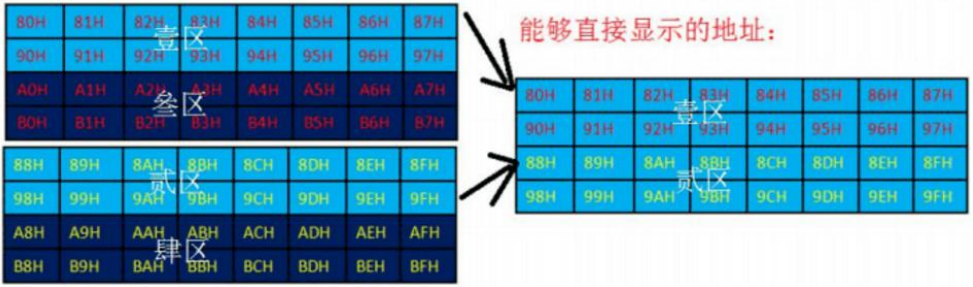 80H 81H 82H 83H 84H 85H 86H 87H
壹区
90H 91H 92H 93H 94H 95H 96H 97H
A0H A1H A2H A3H A4H A5H A6H A7H
叁区
B0H B1H B2H B3H B4H B5H B6H B7H
88H 89H 8AH 8BH 8CH 8DH 8EH 8FH
贰区
98H 99H 9AH 9BH 9CH 9DH 9EH 9FH
A8H A9H AAH ABH ACH ADH AEH AFH
肆区
B8H B9H BAH BBH BCH BDH BEH BFH
能够直接显示的地址：
80H 81H 82H 83H 84H 85H 86H 87H
壹区
90H 91H 92H 93H 94H 95H 96H 97H
88H 89H 8AH 8BH 8CH 8DH 8EH 8FH
贰区
98H 99H 9AH 9BH 9CH 9DH 9EH 9FH